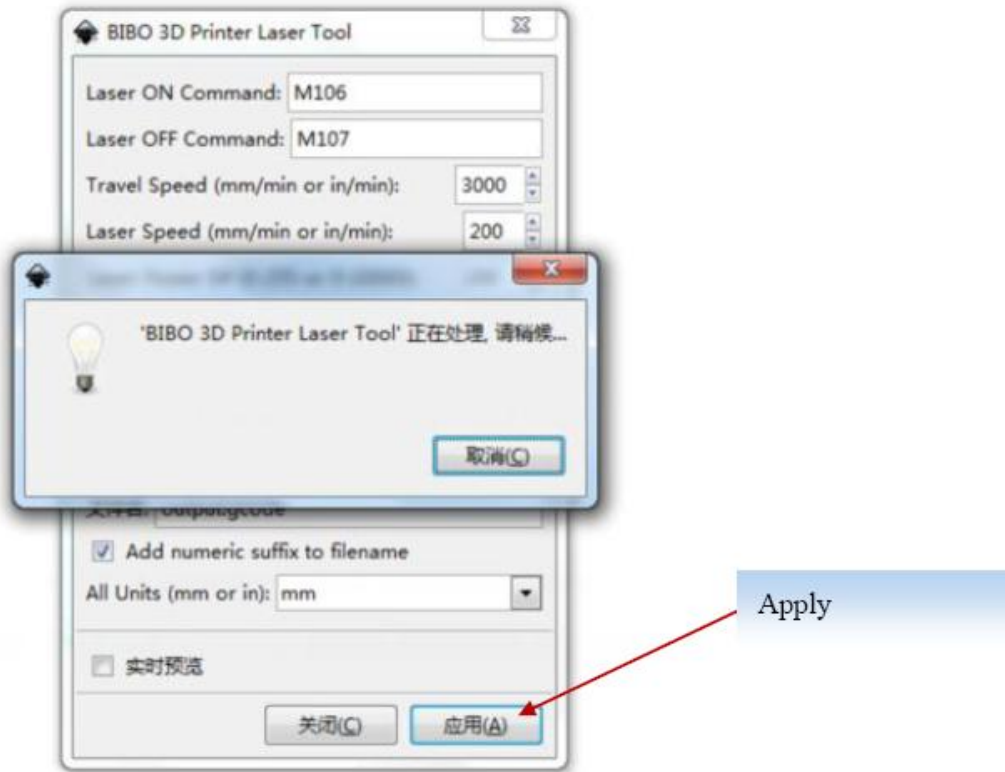 BIBO 3D Printer Laser Tool
Laser ON Command: M106
Laser OFF Command: M107
Travel Speed (mm/min or in/min): 3000
Laser Speed (mm/min or in/min): 200
'BIBO 3D Printer Laser Tool' 正在处理, 请稍候...
取消(C)
output.gcode
Add numeric suffix to filename
All Units (mm or in): mm
Apply
实时预览
关闭(C) 应用(A)